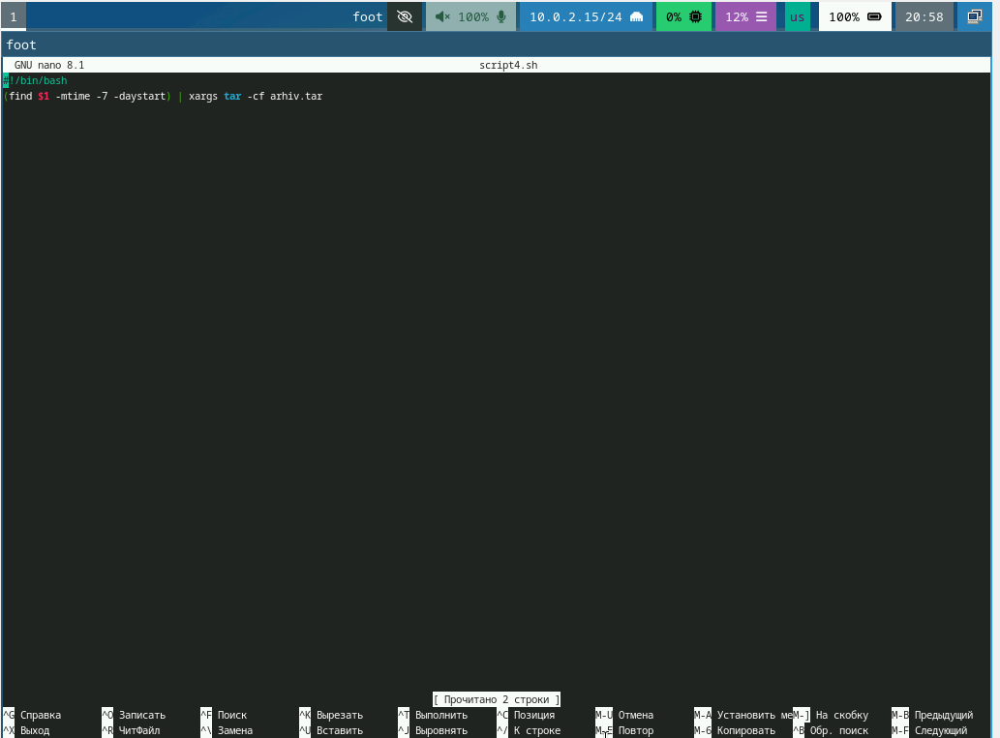 1 foot 100% 10.0.2.15/24 0% 12% us 100% 20:58
foot
GNU nano 8.1 script4.sh
#!/bin/bash
(find $1 -mtime -7 -daystart) | xargs tar -cf arhiv.tar
[ Прочитано 2 строки ]
^G Справка ^O Записать ^F Поиск ^K Вырезать ^T Выполнить ^C Позиция M-U Отмена M-A Установить ме M-] На скобку M-B Предыдущий
^X Выход ^R ЧитФайл ^\ Замена ^U Вставить ^J Выровнять ^/ К строке M-E Повтор M-6 Копировать ^B Обр. поиск M-F Следующий